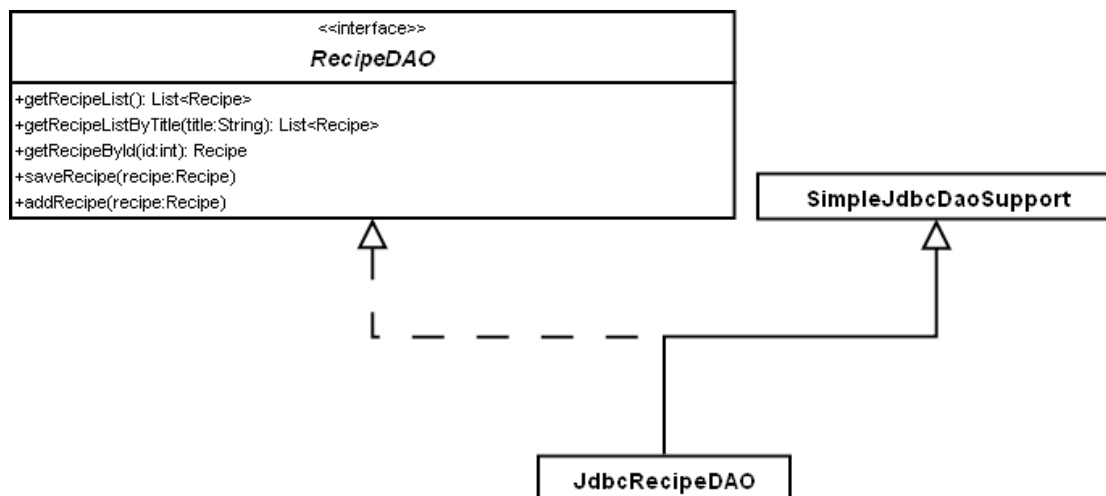 <<interface>>
RecipeDAO
+getRecipeList(): List<Recipe>
+getRecipeListByTitle(title:String): List<Recipe>
+getRecipeById(id:int): Recipe
+saveRecipe(recipe:Recipe)
+addRecipe(recipe:Recipe)
SimpleJdbcDaoSupport
JdbcRecipeDAO